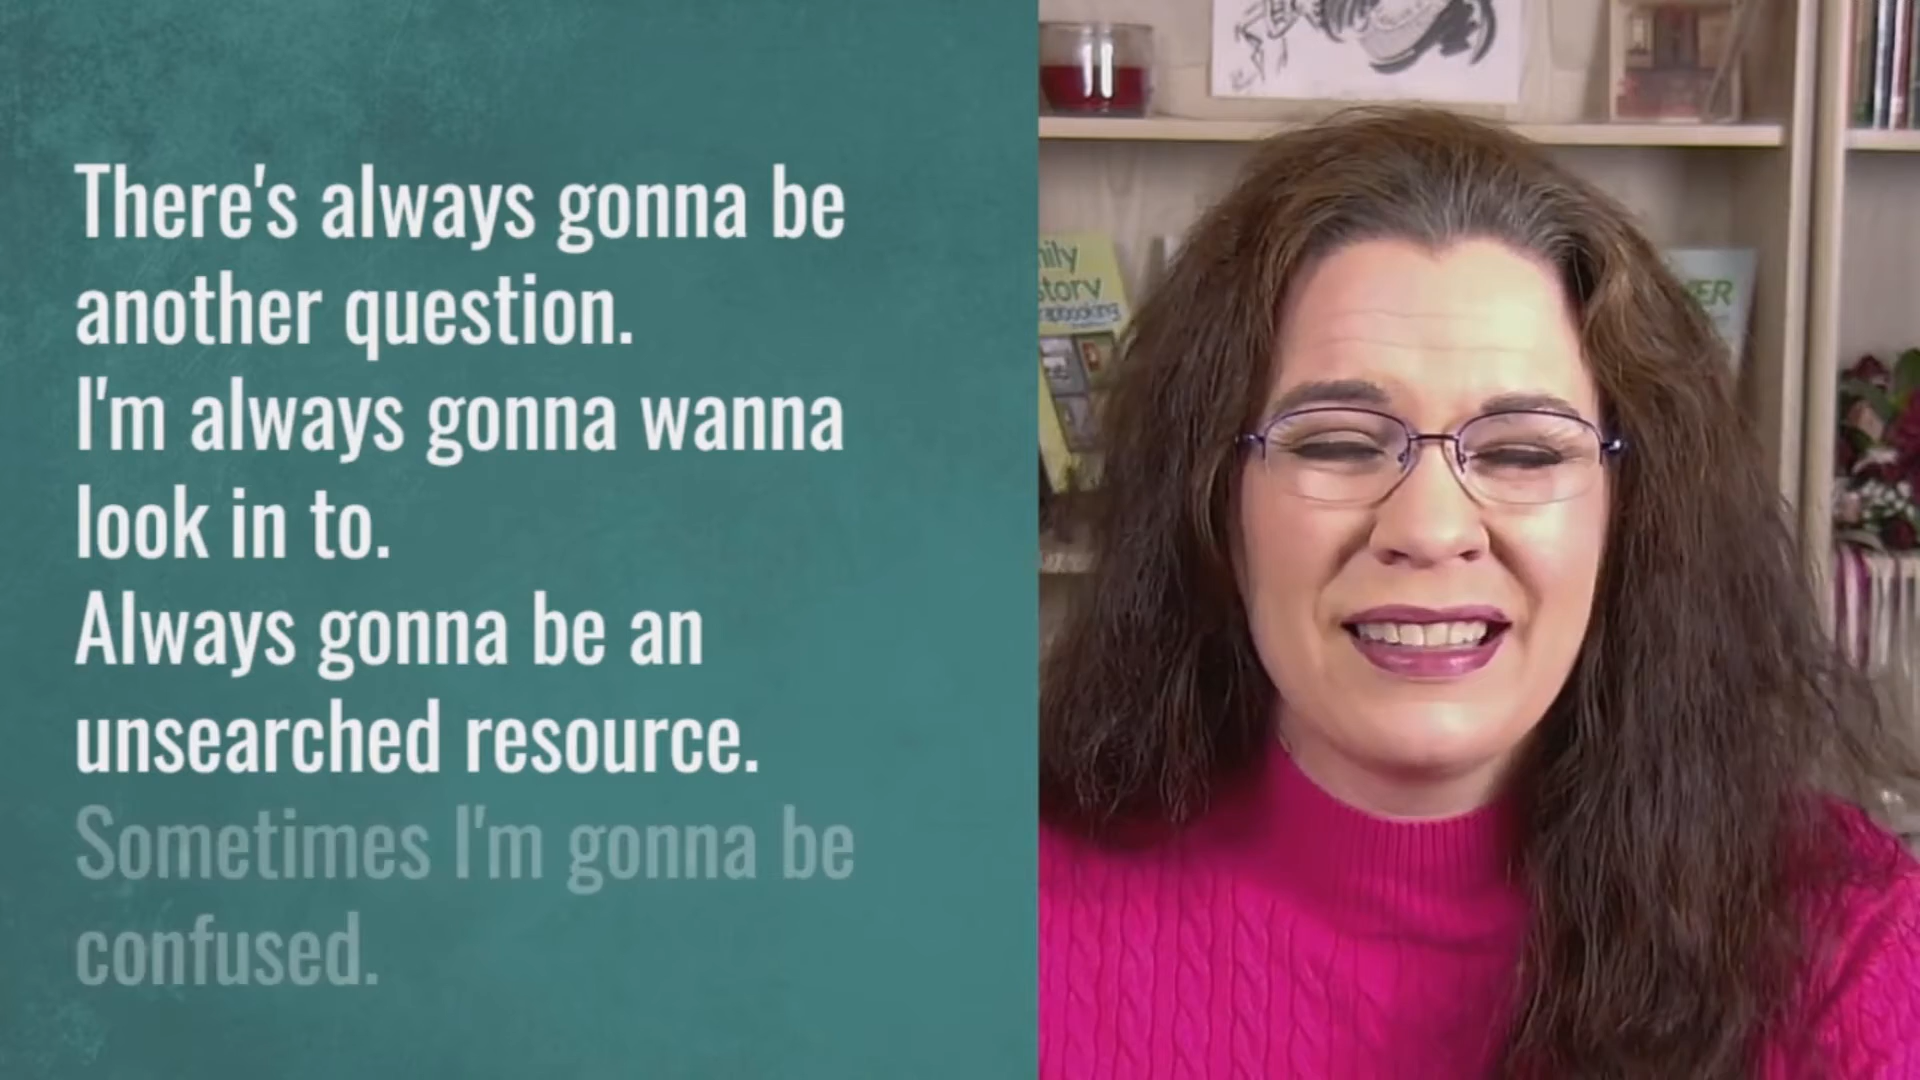 There's always gonna be
another question.
I'm always gonna wanna
look in to.
Always gonna be an
unsearched resource.
Sometimes I'm gonna be
confused.